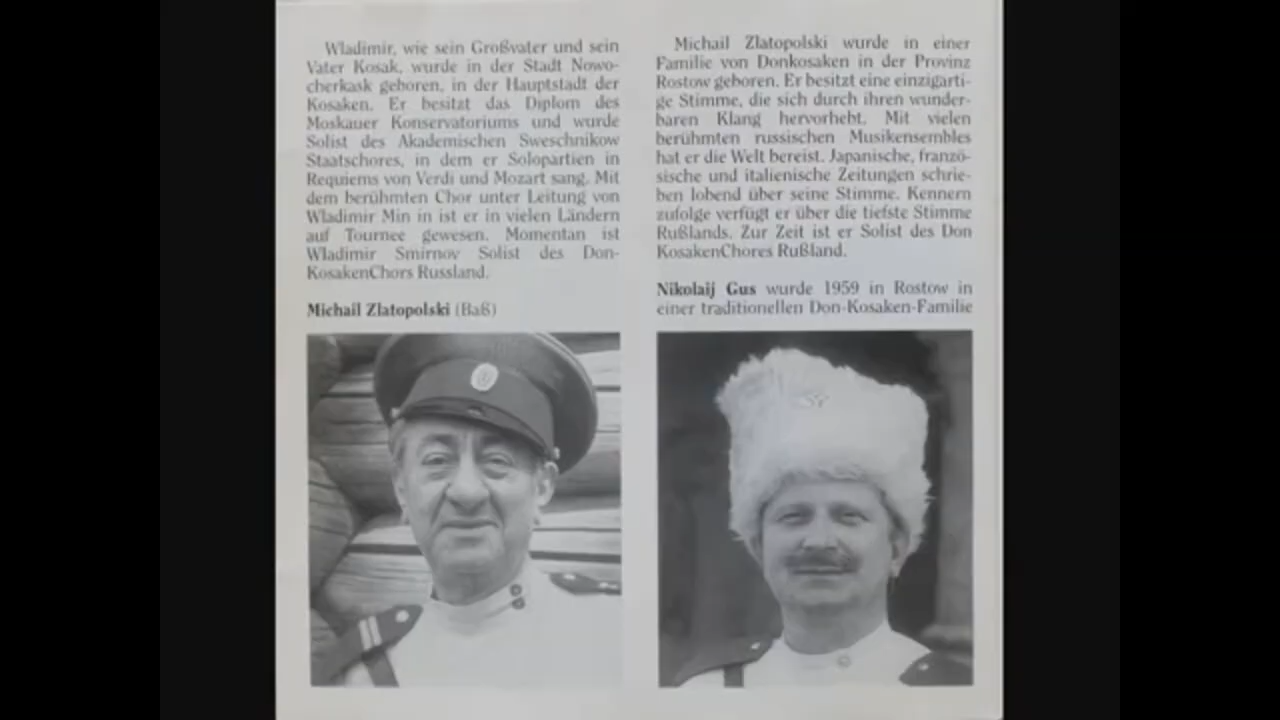 Wladimir, wie sein Großvater und sein
Vater Kosak, wurde in der Stadt Nowo-
cherkask geboren, in der Hauptstadt der
Kosaken. Er besitzt das Diplom des
Moskauer Konservatoriums und wurde
Solist des Akademischen Sweschnikow
Staatschores, in dem er Solopartien in
Requiems von Verdi und Mozart sang. Mit
dem berühmten Chor unter Leitung von
Wladimir Min in ist er in vielen Ländern
auf Tournee gewesen. Momentan ist
Wladimir Smirnov Solist des Don-
KosakenChors Russland.
Michail Zlatopolski (Baß)
Michail Zlatopolski wurde in einer
Familie von Donkosaken in der Provinz
Rostow geboren. Er besitzt eine einzigarti-
ge Stimme, die sich durch ihren wunder-
baren Klang hervorhebt. Mit vielen
berühmten russischen Musikensembles
hat er die Welt bereist. Japanische, franzö-
sische und italienische Zeitungen schrie-
ben lobend über seine Stimme. Kennern
zufolge verfügt er über die tiefste Stimme
Rußlands. Zur Zeit ist er Solist des Don
KosakenChores Rußland.
Nikolaij Gus wurde 1959 in Rostow in
einer traditionellen Don-Kosaken-Familie